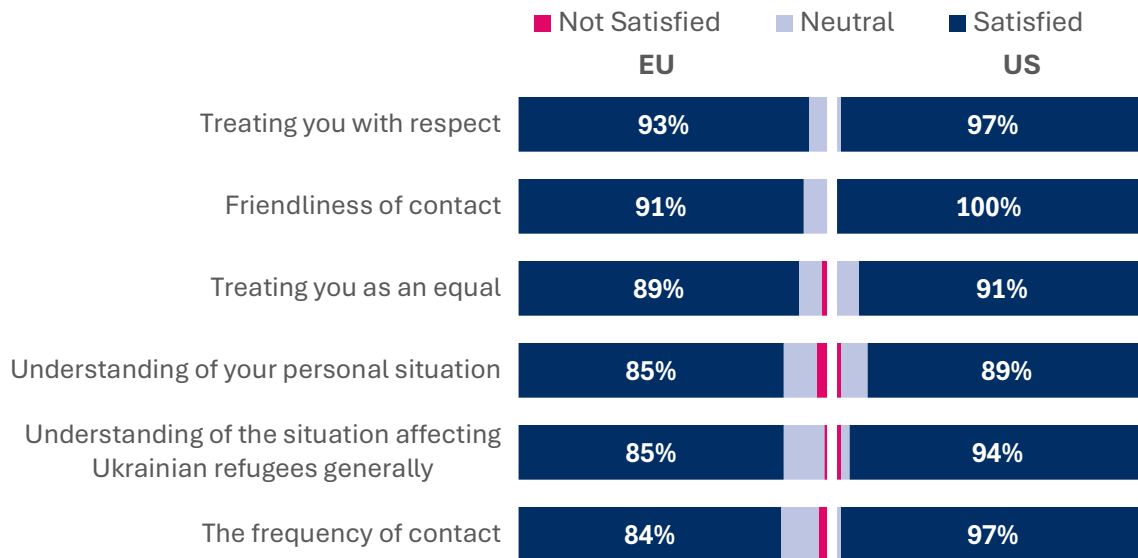 Not Satisfied Neutral Satisfied
EU US
Treating you with respect 93% 97%
Friendliness of contact 91% 100%
Treating you as an equal 89% 91%
Understanding of your personal situation 85% 89%
Understanding of the situation affecting
Ukrainian refugees generally 85% 94%
The frequency of contact 84% 97%